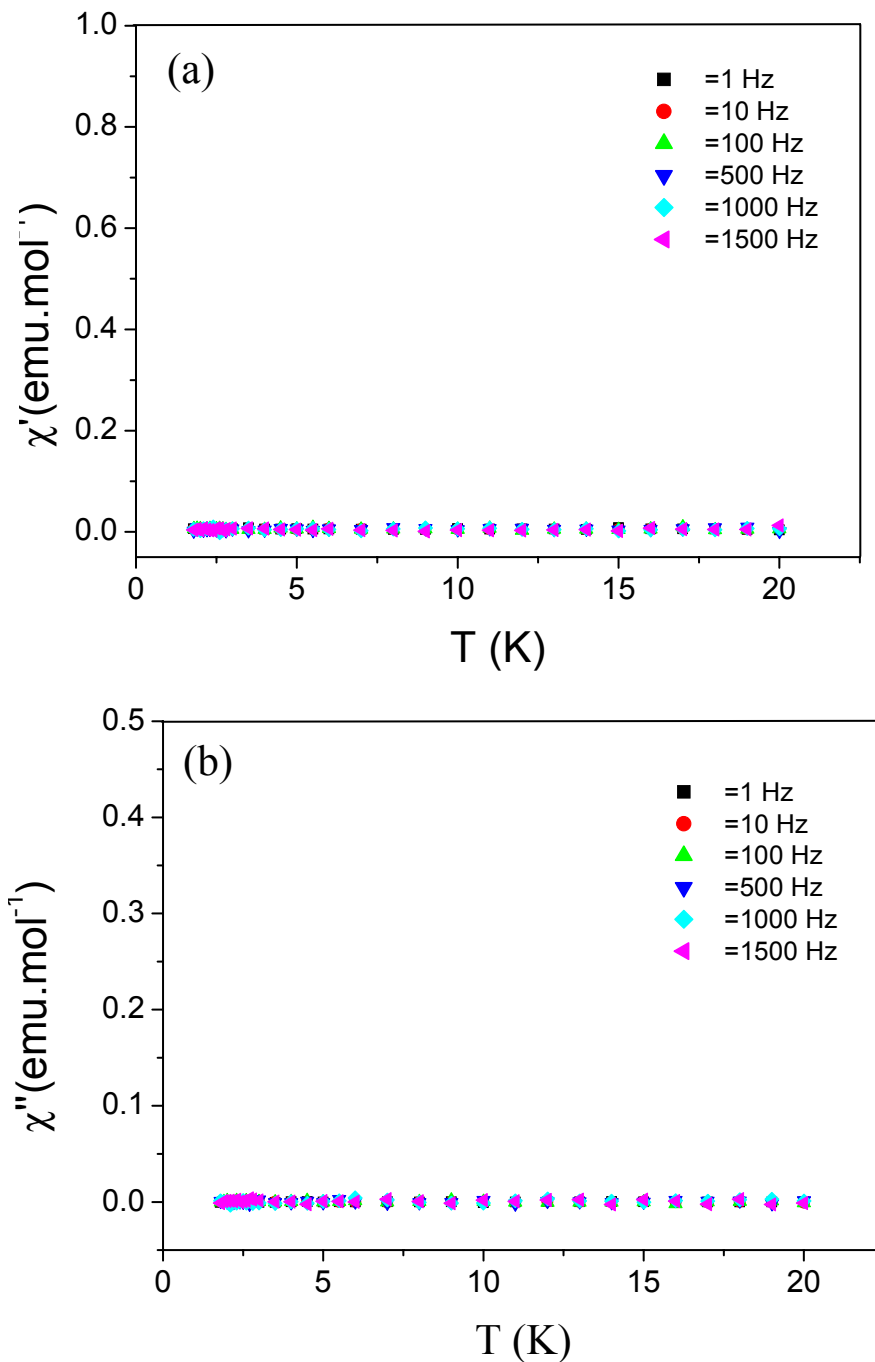 (a)
1.0
0.8
0.6
0.4
0.2
0.0
χ'(emu.mol
=1 Hz
=10 Hz
=100 Hz
=500 Hz
=1000 Hz
=1500 Hz
0 5 10 15 20
T (K)
(b)
0.5
0.4
0.3
0.2
0.1
0.0
χ"(emu.mol⁻¹)
=1 Hz
=10 Hz
=100 Hz
=500 Hz
=1000 Hz
=1500 Hz
0 5 10 15 20
T (K)